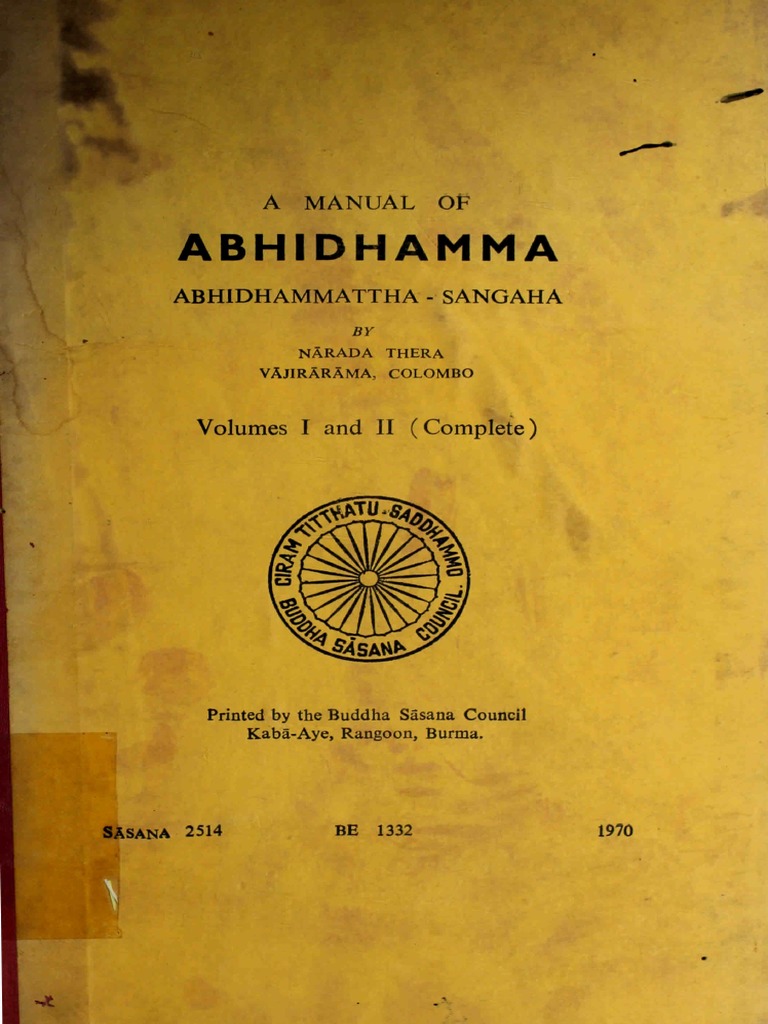 A MANUAL OF
ABHIDHAMMA
ABHIDHAMMATTHA - SANGAHA
BY
NĀRADA THERA
VĀJIRĀRĀMA, COLOMBO
Volumes I and II (Complete)
CIRAM TITTHATU SADDHAMMO
BUDDHA SĀSANA COUNCIL.
Printed by the Buddha Sāsana Council
Kabā-Aye, Rangoon, Burma.
SĀSANA 2514 BE 1332 1970